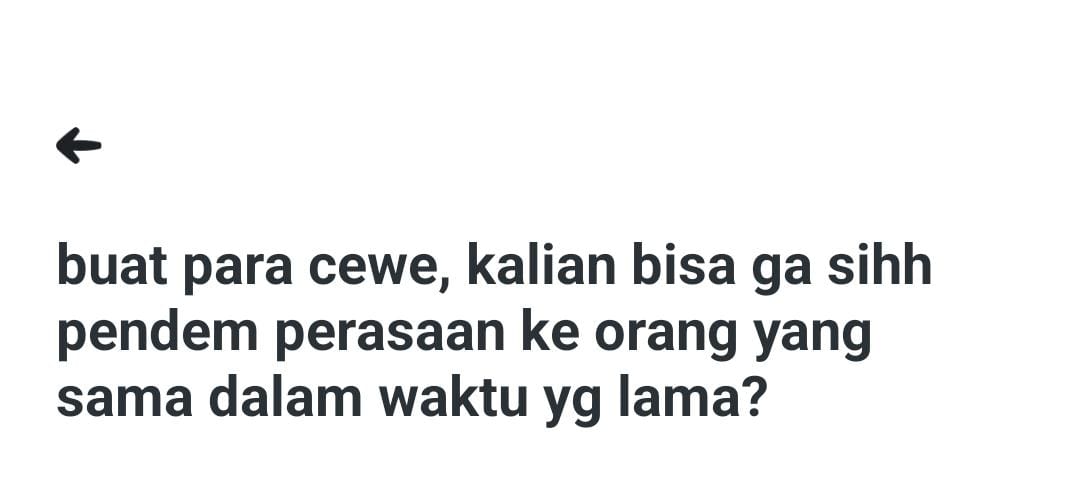 buat para cewe, kalian bisa ga sihh
pendem perasaan ke orang yang
sama dalam waktu yg lama?